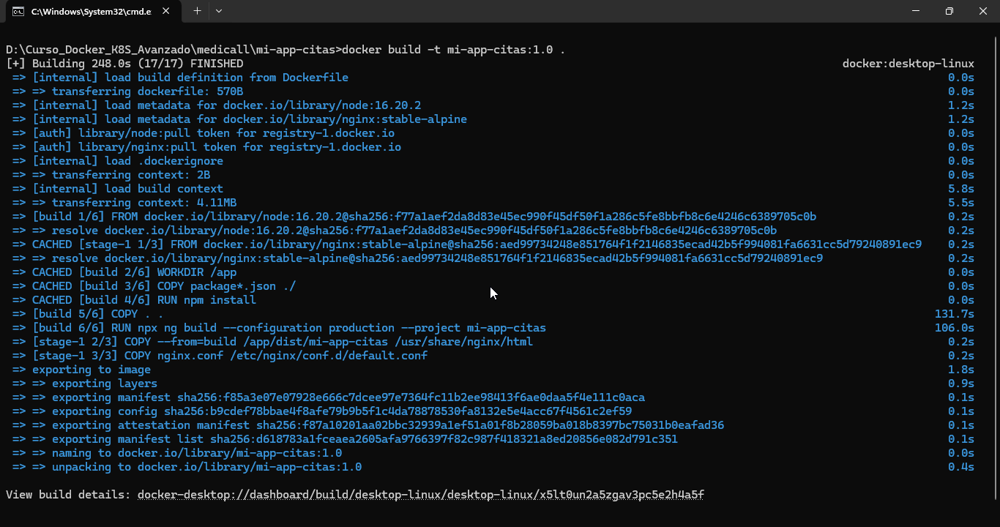 C:\Windows\System32\cmd.e
D:\Curso_Docker_K8S_Avanzado\medicall\mi-app-citas>docker build -t mi-app-citas:1.0 .
[+] Building 248.0s (17/17) FINISHED docker:desktop-linux
=> [internal] load build definition from Dockerfile 0.0s
=> => transferring dockerfile: 570B 0.0s
=> [internal] load metadata for docker.io/library/node:16.20.2 1.2s
=> [internal] load metadata for docker.io/library/nginx:stable-alpine 1.2s
=> [auth] library/node:pull token for registry-1.docker.io 0.0s
=> [auth] library/nginx:pull token for registry-1.docker.io 0.0s
=> [internal] load .dockerignore 0.0s
=> => transferring context: 2B 0.0s
=> [internal] load build context 5.8s
=> => transferring context: 4.11MB 5.5s
=> [build 1/6] FROM docker.io/library/node:16.20.2@sha256:f77a1aef2da8d83e45ec990f45df50f1a286c5fe8bbfb8c6e4246c6389705c0b 0.2s
=> => resolve docker.io/library/node:16.20.2@sha256:f77a1aef2da8d83e45ec990f45df50f1a286c5fe8bbfb8c6e4246c6389705c0b 0.2s
=> CACHED [stage-1 1/3] FROM docker.io/library/nginx:stable-alpine@sha256:aed99734248e851764f1f2146835ecad42b5f994081fa6631cc5d79240891ec9 0.2s
=> => resolve docker.io/library/nginx:stable-alpine@sha256:aed99734248e851764f1f2146835ecad42b5f994081fa6631cc5d79240891ec9 0.2s
=> CACHED [build 2/6] WORKDIR /app 0.0s
=> CACHED [build 3/6] COPY package*.json ./ 0.0s
=> CACHED [build 4/6] RUN npm install 0.0s
=> [build 5/6] COPY . . 131.7s
=> [build 6/6] RUN npx ng build --configuration production --project mi-app-citas 106.0s
=> [stage-1 2/3] COPY --from=build /app/dist/mi-app-citas /usr/share/nginx/html 0.2s
=> [stage-1 3/3] COPY nginx.conf /etc/nginx/conf.d/default.conf 0.2s
=> exporting to image 1.8s
=> => exporting layers 0.9s
=> => exporting manifest sha256:f85a3e07e07928e666c7dcee97e7364fc11b2ee98413f6ae0daa5f4e111c0aca 0.1s
=> => exporting config sha256:b9cdef78bbae4f8afe79b9b5f1c4da78878530fa8132e5e4acc67f4561c2ef59 0.1s
=> => exporting attestation manifest sha256:f87a10201aa02bbc32939a1ef51a01f8b28059ba018b8397bc75031b0eafad36 0.1s
=> => exporting manifest list sha256:d618783a1fceaea2605afa9766397f82c987f418321a8ed20856e082d791c351 0.1s
=> => naming to docker.io/library/mi-app-citas:1.0 0.0s
=> => unpacking to docker.io/library/mi-app-citas:1.0 0.4s
View build details: docker-desktop://dashboard/build/desktop-linux/desktop-linux/x5lt0un2a5zgav3pc5e2h4a5f